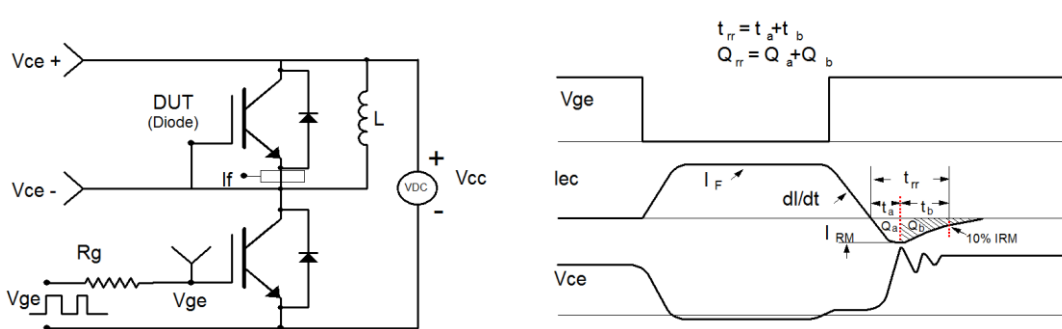 Vce +
DUT
(Diode)
L
If
Vce -
+
VDC
Vcc
-
Rg
Vge
Vge
t rr = t a + t b
Q rr = Q a + Q b
Vge
Iec
I F
dI/dt
t rr
t a
t b
Q a
Q b
I RM
10% IRM
Vce